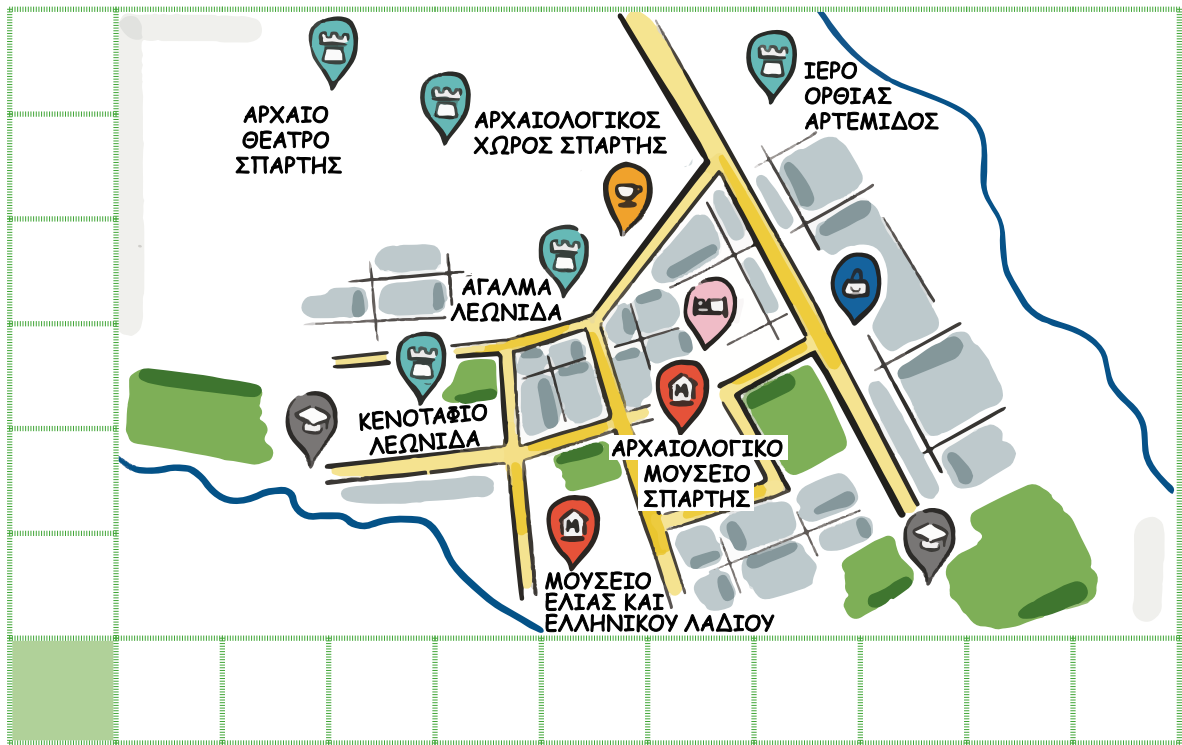 ΑΡΧΑΙΟ
ΘΕΑΤΡΟ
ΣΠΑΡΤΗΣ
ΑΡΧΑΙΟΛΟΓΙΚΟΣ
ΧΩΡΟΣ ΣΠΑΡΤΗΣ
ΙΕΡΟ
ΟΡΘΙΑΣ
ΑΡΤΕΜΙΔΟΣ
ΑΓΑΛΜΑ
ΛΕΩΝΙΔΑ
ΚΕΝΟΤΑΦΙΟ
ΛΕΩΝΙΔΑ
ΑΡΧΑΙΟΛΟΓΙΚΟ
ΜΟΥΣΕΙΟ
ΣΠΑΡΤΗΣ
ΜΟΥΣΕΙΟ
ΕΛΙΑΣ ΚΑΙ
ΕΛΛΗΝΙΚΟΥ ΛΑΔΙΟΥ